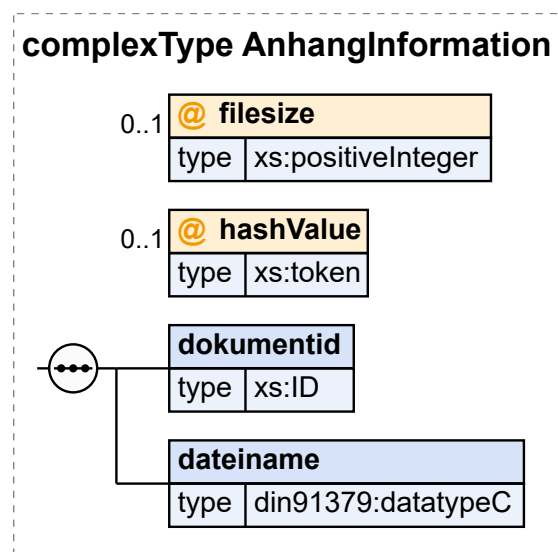 complexType AnhangInformation
0..1 @ filesize
type xs:positiveInteger
0..1 @ hashValue
type xs:token
dokumentid
type xs:ID
dateiname
type din91379:datatypeC